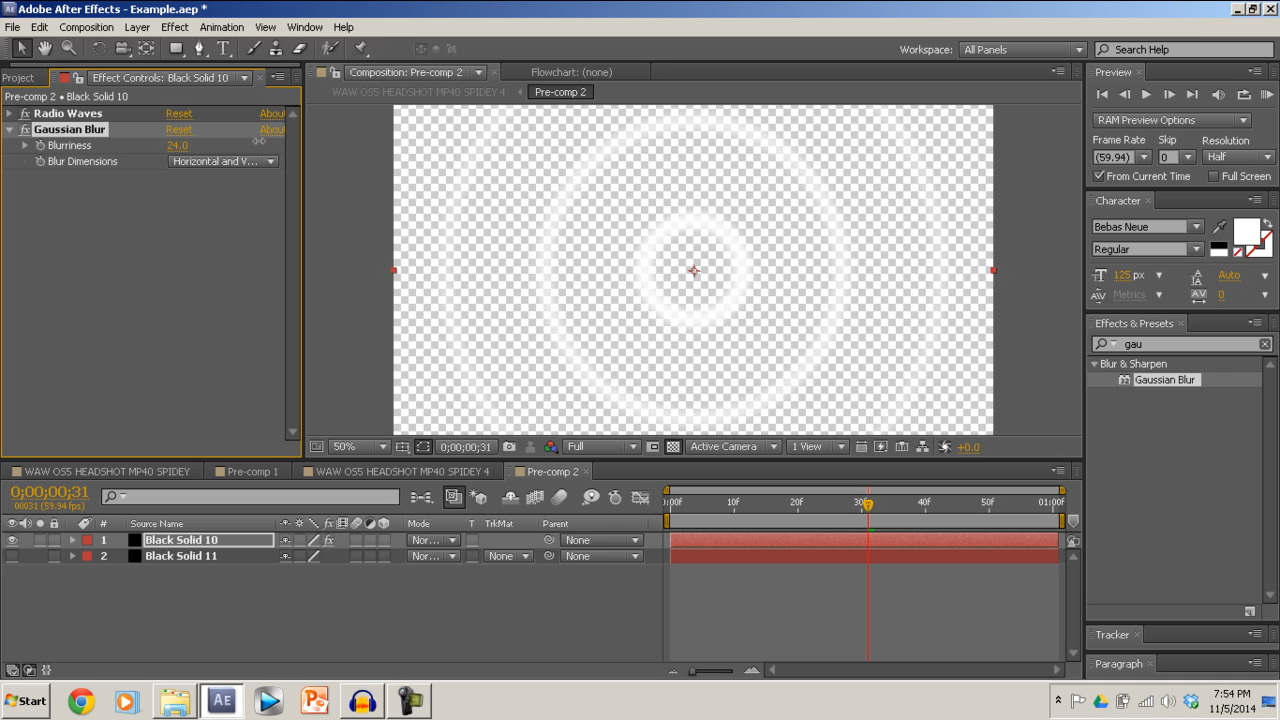 Adobe After Effects - Example.aep *
File Edit Composition Layer Effect Animation View Window Help
Workspace: All Panels Search Help
Project Effect Controls: Black Solid 10
Pre-comp 2 • Black Solid 10
Radio Waves Reset About
Gaussian Blur Reset About
Blurriness 24.0
Blur Dimensions Horizontal and V...
Composition: Pre-comp 2 Flowchart: (none)
WAW OS5 HEADSHOT MP40 SPIDEY 4 Pre-comp 2
50% 0;00;00;31 Full Active Camera 1 View +0.0
Preview
RAM Preview Options
Frame Rate Skip Resolution
(59.94) 0 Half
From Current Time Full Screen
Character
Bebas Neue
Regular
125 px Auto
Metrics 0
Effects & Presets
gau
Blur & Sharpen
32 Gaussian Blur
Tracker
Paragraph
WAW OS5 HEADSHOT MP40 SPIDEY Pre-comp 1 WAW OS5 HEADSHOT MP40 SPIDEY 4 Pre-comp 2
0;00;00;31
00031 (59.94 fps)
:00f 10f 20f 30f 40f 50f 01:00f
# Source Name Mode T TrkMat Parent
1 Black Solid 10 Nor... None
2 Black Solid 11 Nor... None None
Start Ae 7:54 PM
11/5/2014